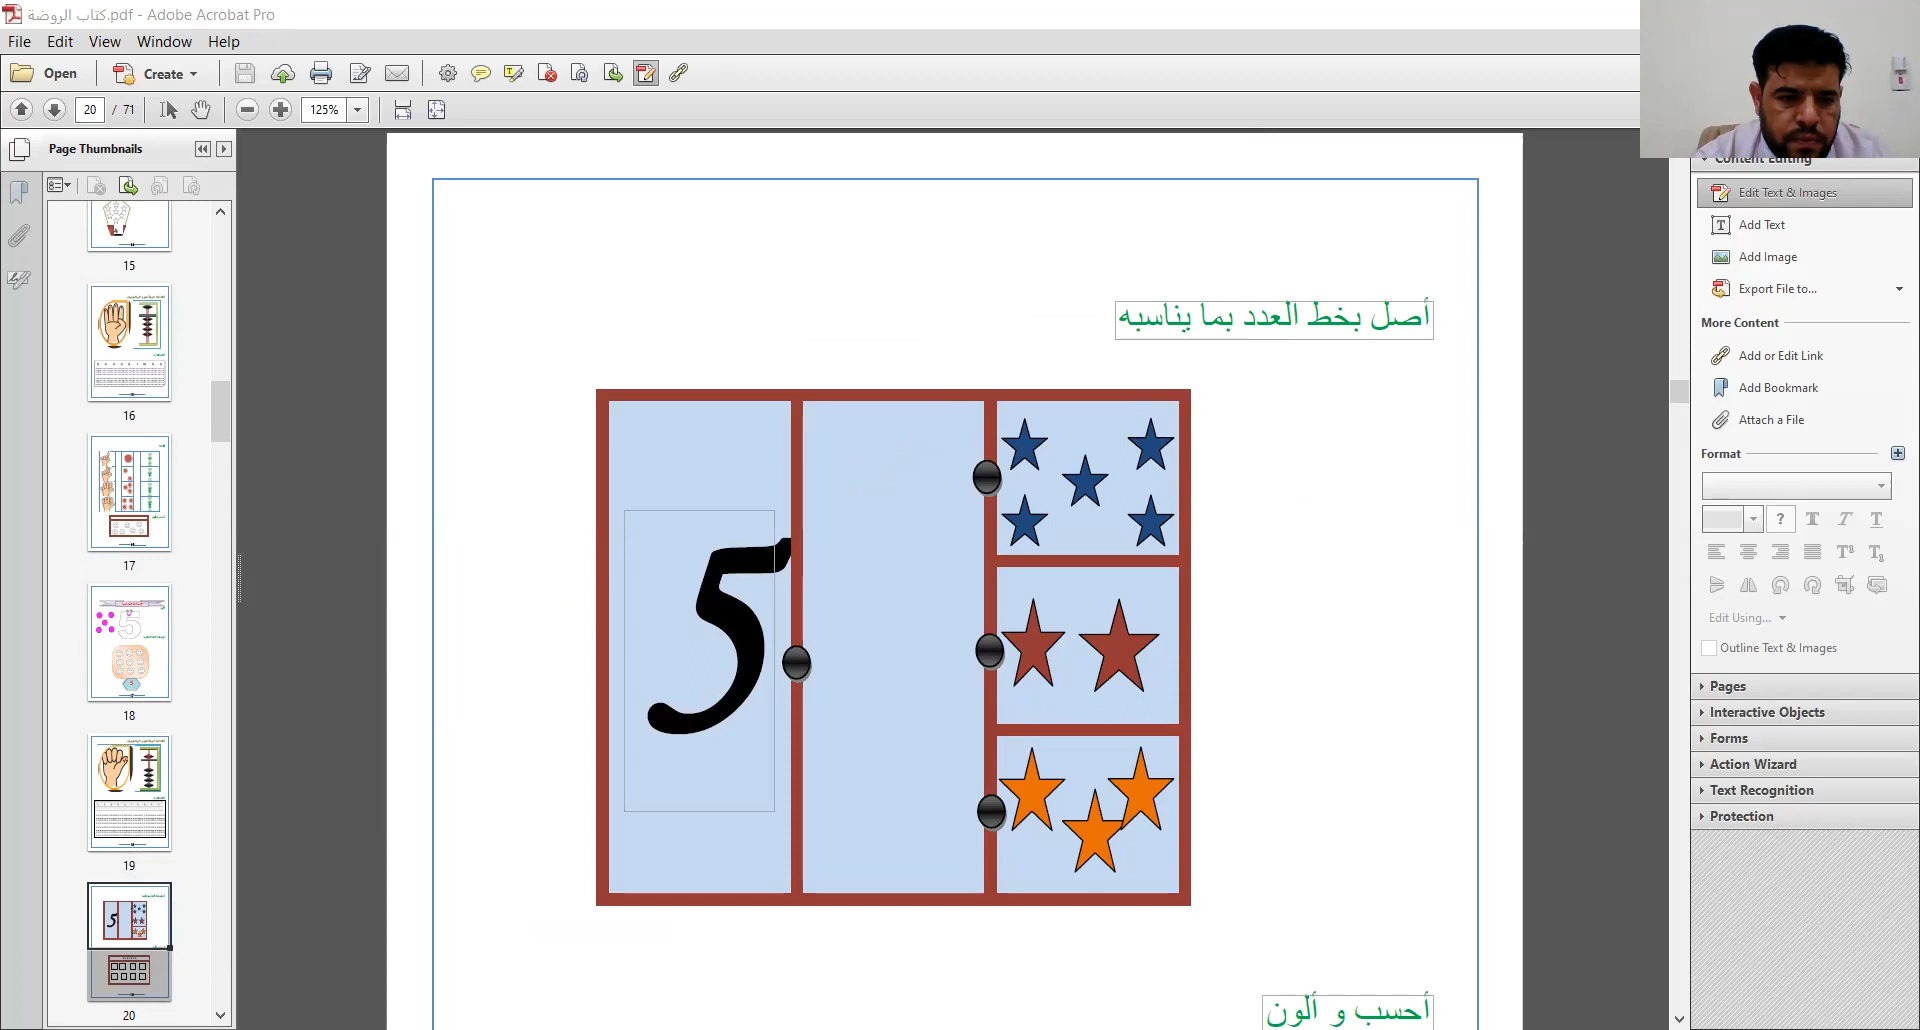 كتاب الروضة.pdf - Adobe Acrobat Pro
File Edit View Window Help
Open Create
20 / 71 125%
Page Thumbnails
15
16
17
18
19
20
أصل بخط العدد بما يناسبه
5
أحسب و ألون
Content Editing
Edit Text & Images
Add Text
Add Image
Export File to...
More Content
Add or Edit Link
Add Bookmark
Attach a File
Format
Edit Using...
Outline Text & Images
Pages
Interactive Objects
Forms
Action Wizard
Text Recognition
Protection